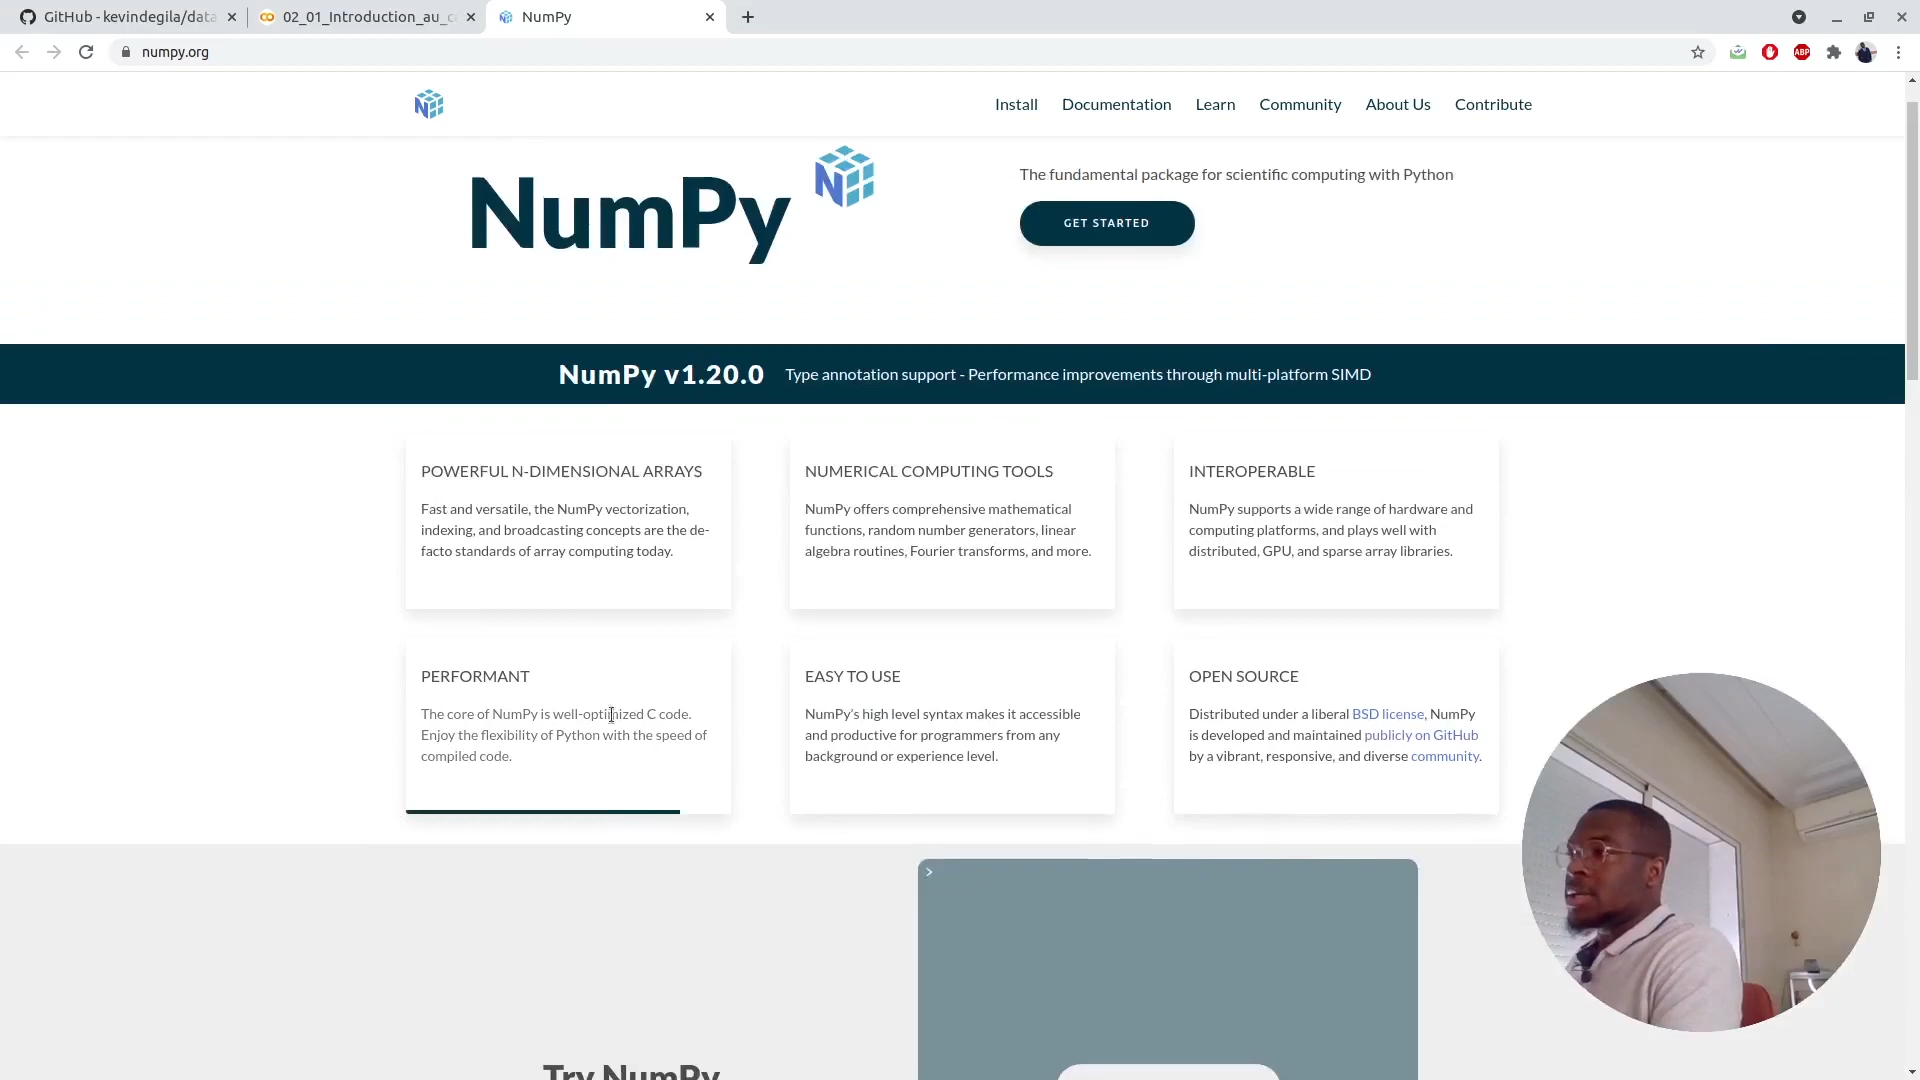 GitHub - kevindegila/data
02_01_Introduction_au_c
NumPy
numpy.org
ABP
Install
Documentation
Learn
Community
About Us
Contribute
NumPy
The fundamental package for scientific computing with Python
GET STARTED
NumPy v1.20.0 Type annotation support - Performance improvements through multi-platform SIMD
POWERFUL N-DIMENSIONAL ARRAYS
Fast and versatile, the NumPy vectorization,
indexing, and broadcasting concepts are the de-
facto standards of array computing today.
NUMERICAL COMPUTING TOOLS
NumPy offers comprehensive mathematical
functions, random number generators, linear
algebra routines, Fourier transforms, and more.
INTEROPERABLE
NumPy supports a wide range of hardware and
computing platforms, and plays well with
distributed, GPU, and sparse array libraries.
PERFORMANT
The core of NumPy is well-optimized C code.
Enjoy the flexibility of Python with the speed of
compiled code.
EASY TO USE
NumPy's high level syntax makes it accessible
and productive for programmers from any
background or experience level.
OPEN SOURCE
Distributed under a liberal BSD license, NumPy
is developed and maintained publicly on GitHub
by a vibrant, responsive, and diverse community.
>
Try NumPy